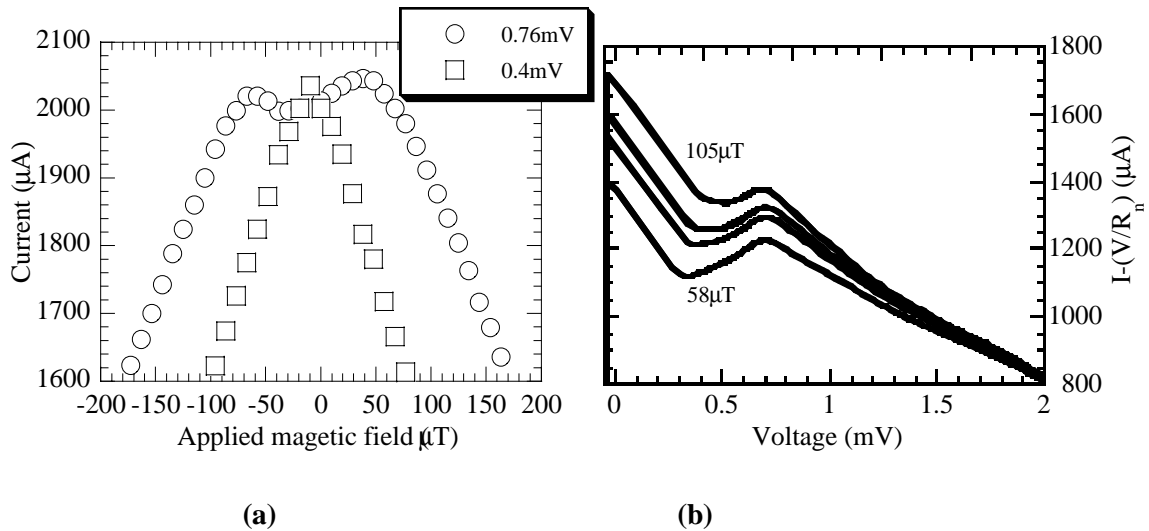 0.76mV
0.4mV
2100
2000
1900
1800
1700
1600
Current (μA)
-200 -150 -100 -50 0 50 100 150 200
Applied magetic field (μT)
(a)
105μT
58μT
1800
1600
1400
1200
1000
800
I-(V/Rn) (μA)
0 0.5 1 1.5 2
Voltage (mV)
(b)